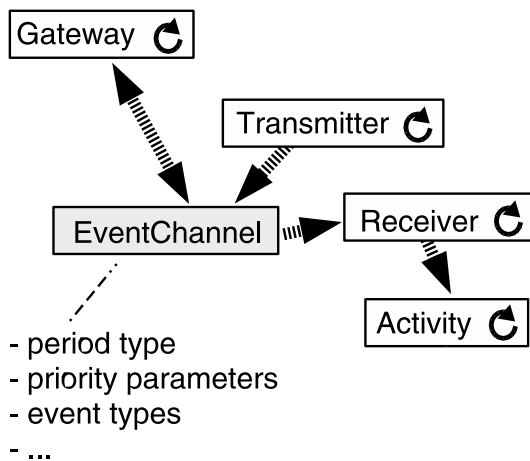 Gateway
Transmitter
EventChannel
Receiver
Activity
- period type
- priority parameters
- event types
- ...